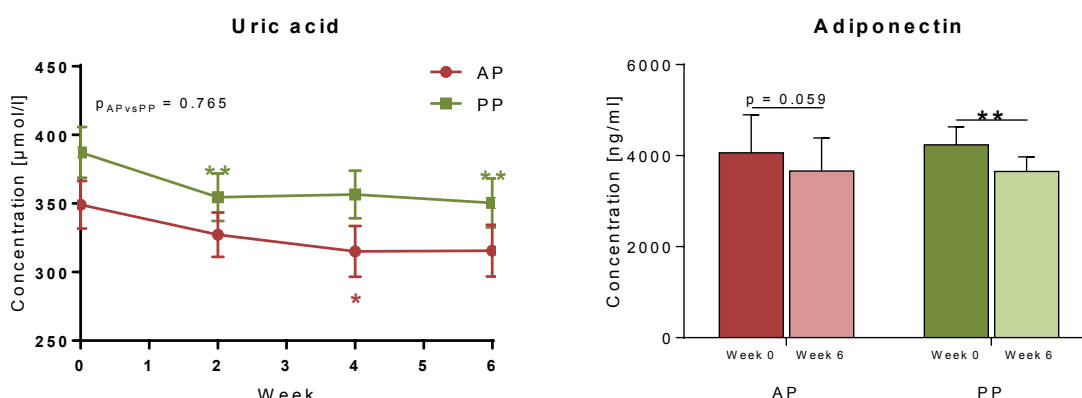 Uric acid
Concentration [µmol/l]
450
400
350
300
250
p APvsPP = 0.765
AP
PP
**
**
*
0 1 2 3 4 5 6
Week
Adiponectin
Concentration [ng/ml]
6000
4000
2000
0
p = 0.059
**
Week 0 Week 6 Week 0 Week 6
AP PP